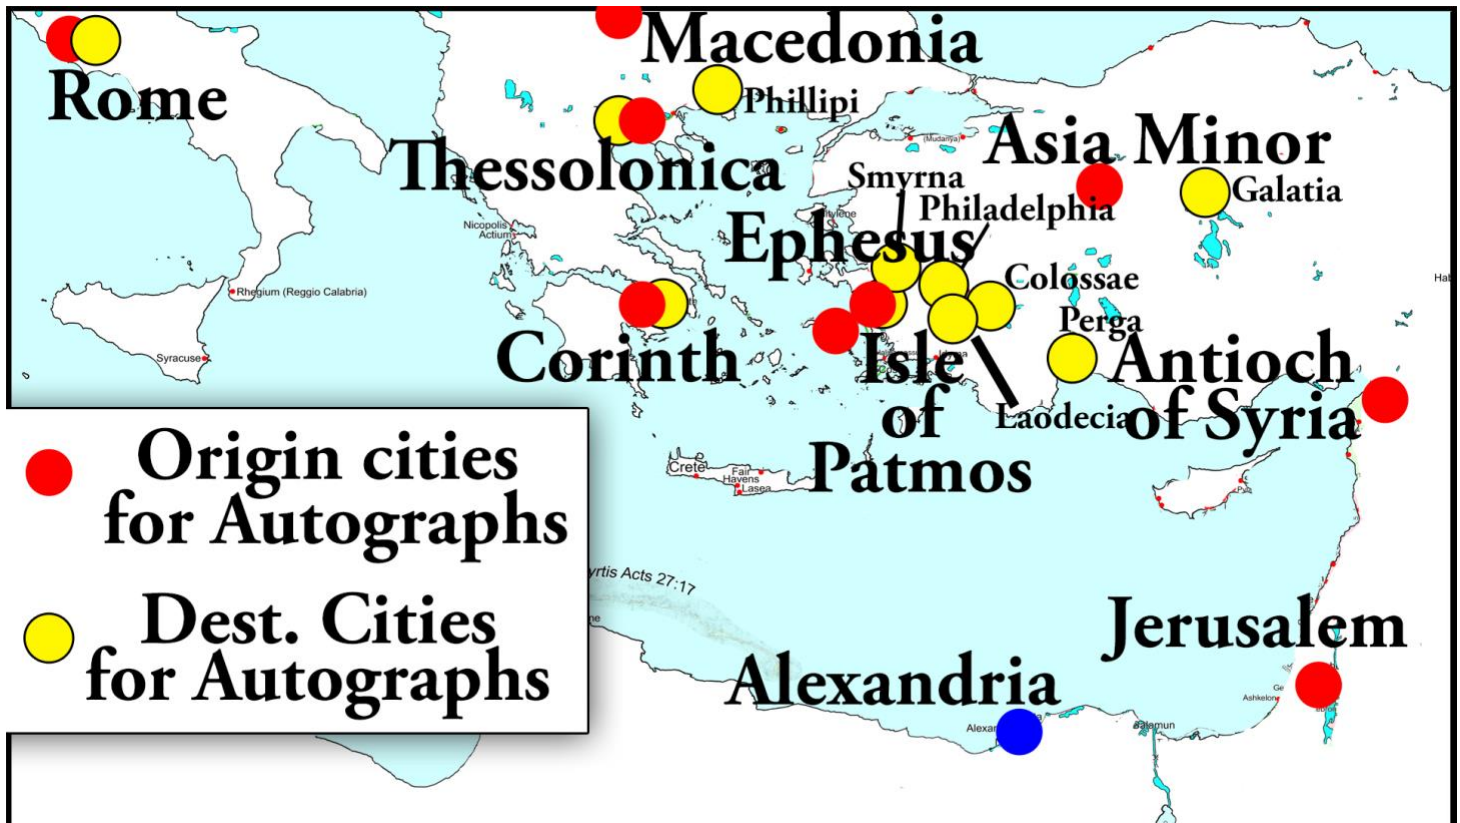 Macedonia
Rome
Phillipi
Thessolonica
(Mudanya)
Asia Minor
Smyrna
Galatia
Philadelphia
Nicopolis
Actium
Ephesus
Colossae
Rhegium (Reggio Calabria)
Perga
Corinth
Syracuse
Isle
of
Patmos
Antioch
of Syria
Laodecia
Crete
Fair
Havens
Lasea
Origin cities
for Autographs
Dest. Cities
for Autographs
yrtis Acts 27:17
Jerusalem
Alexandria
Ashkelon